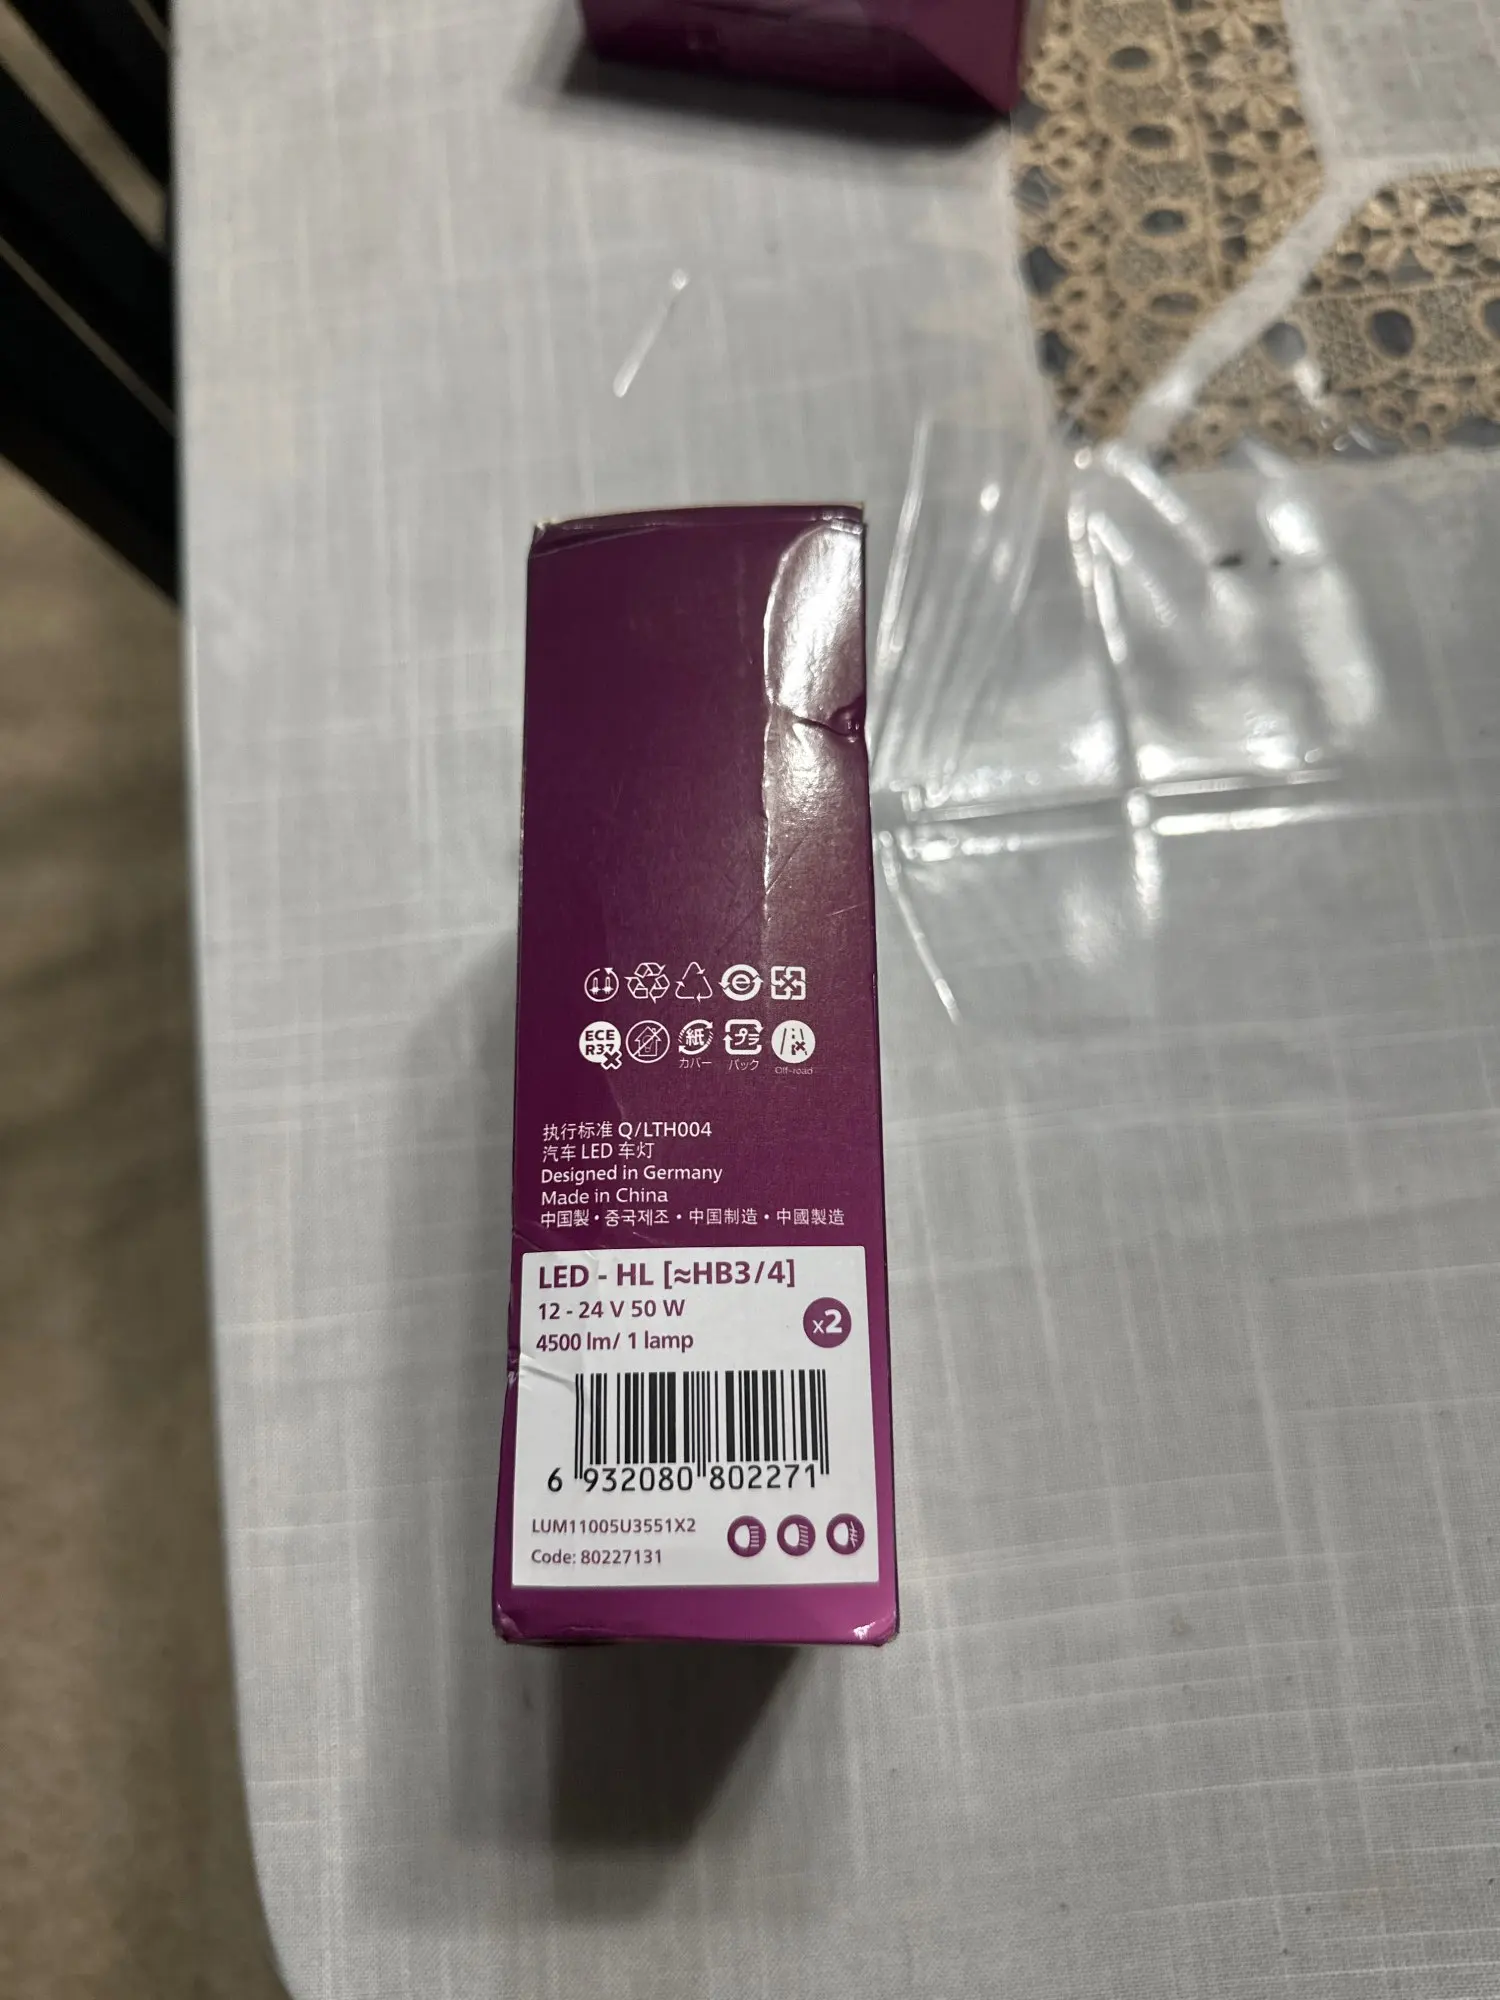 e
ECE
R37
紙
プラ
カバー
パック
Off-road
执行标准 Q/LTH004
汽车 LED 车灯
Designed in Germany
Made in China
中国製・중국제조・中国制造・中國製造
LED - HL [≈HB3/4]
12 - 24 V 50 W
4500 lm/ 1 lamp
x2
6 932080 802271
LUM11005U3551X2
Code: 80227131